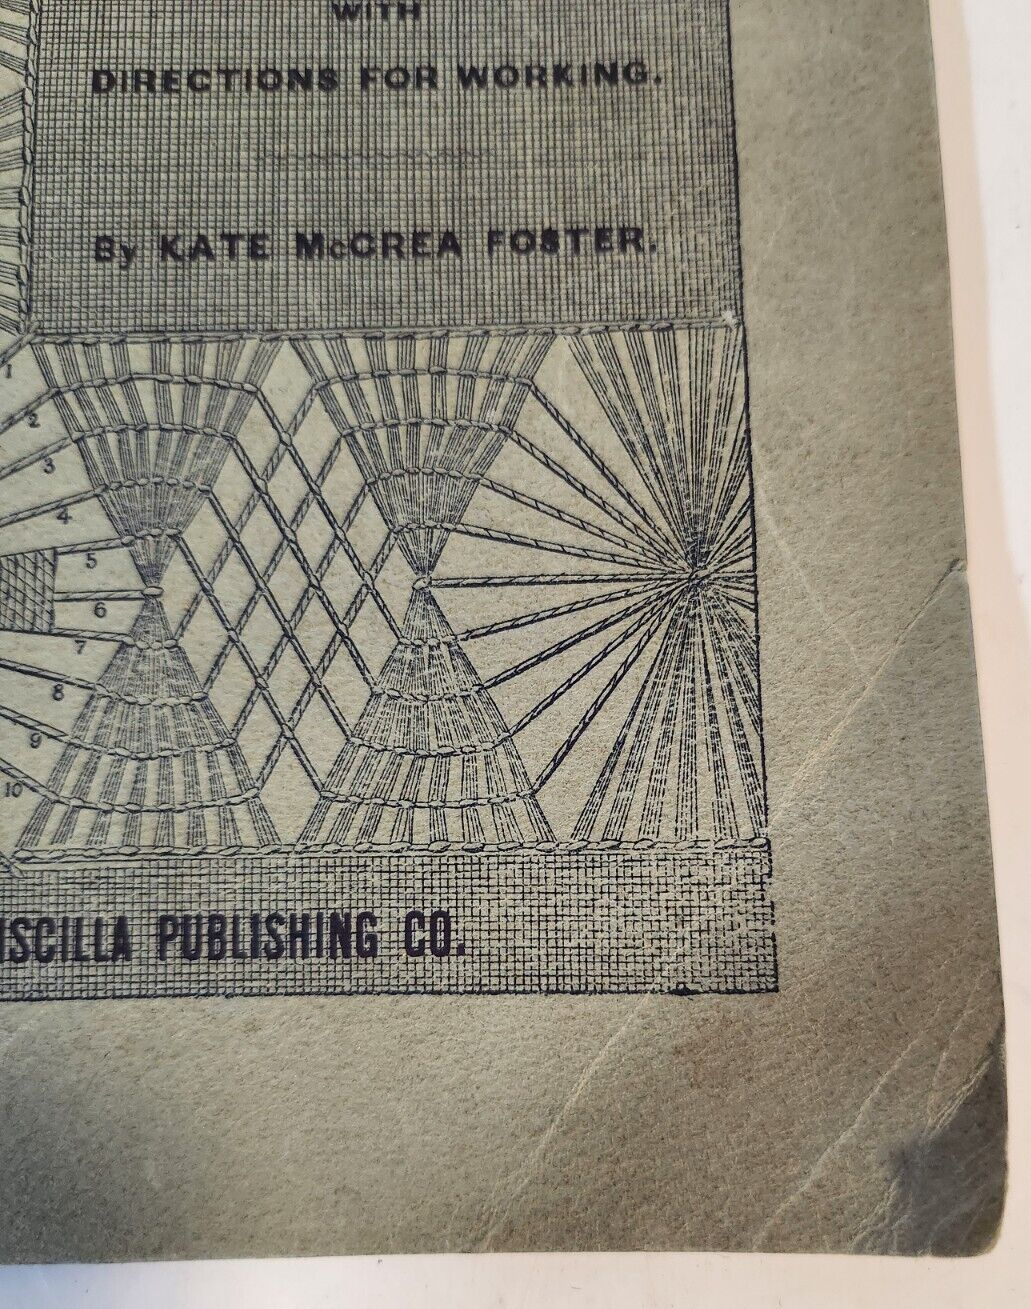 WITH
DIRECTIONS FOR WORKING.
By KATE McCREA FOSTER.
1
2
3
4
5
6
7
8
9
10
ISCILLA PUBLISHING CO.